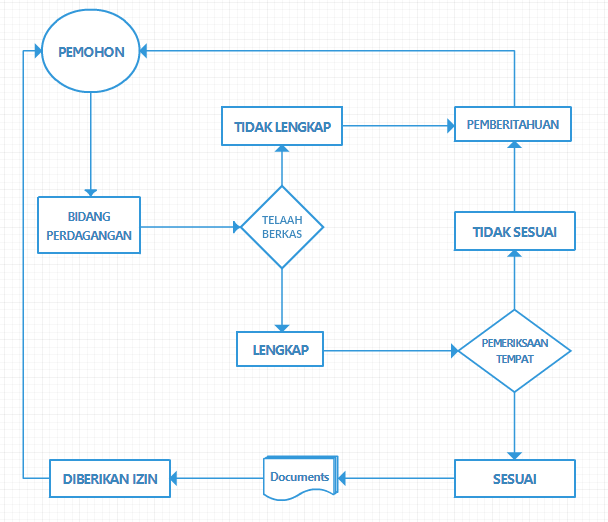 PEMOHON
TIDAK LENGKAP
PEMBERITAHUAN
BIDANG
PERDAGANGAN
TELAAH
BERKAS
TIDAK SESUAI
LENGKAP
PEMERIKSAAN
TEMPAT
DIBERIKAN IZIN
Documents
SESUAI